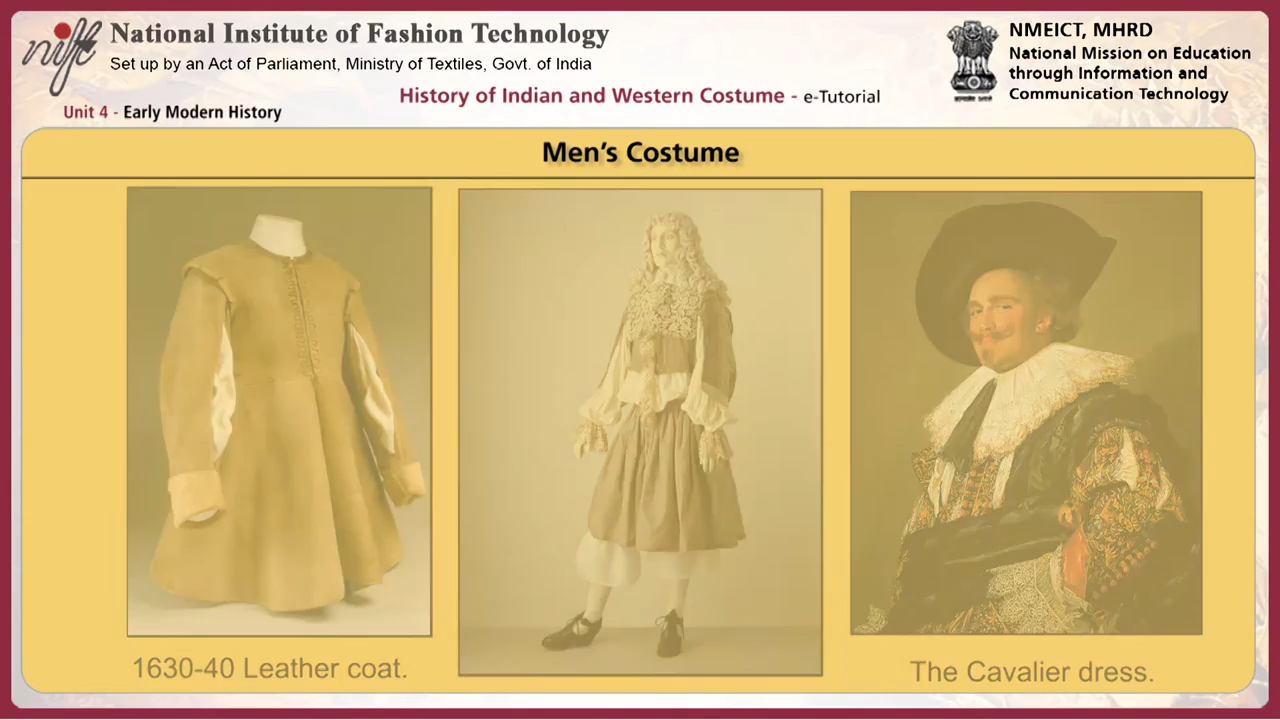 nift
National Institute of Fashion Technology
Set up by an Act of Parliament, Ministry of Textiles, Govt. of India
NMEICT, MHRD
National Mission on Education
through Information and
Communication Technology
History of Indian and Western Costume - e-Tutorial
Unit 4 - Early Modern History
Men's Costume
1630-40 Leather coat.
The Cavalier dress.